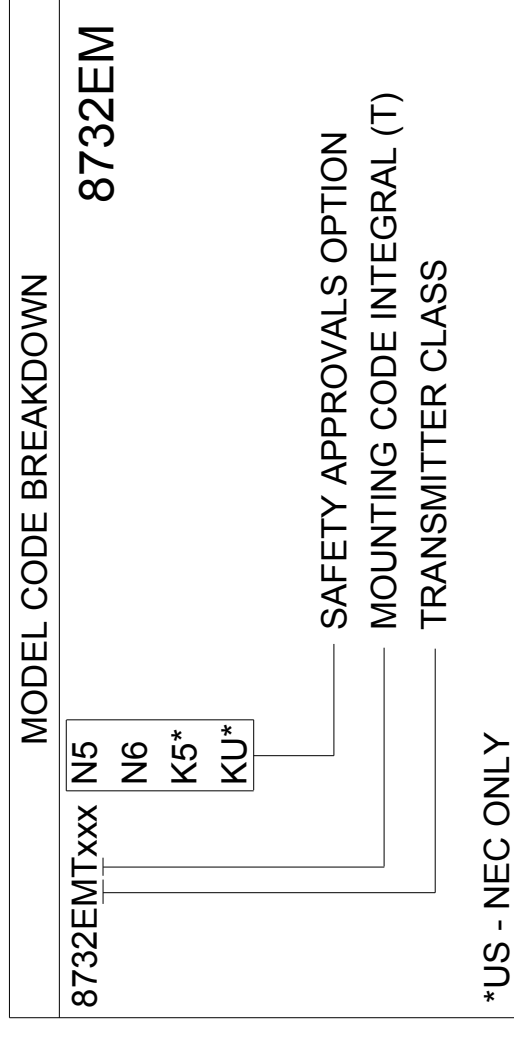 MODEL CODE BREAKDOWN
8732EM
8732EMTxxx N5
N6
K5*
KU*
SAFETY APPROVALS OPTION
MOUNTING CODE INTEGRAL (T)
TRANSMITTER CLASS
*US - NEC ONLY